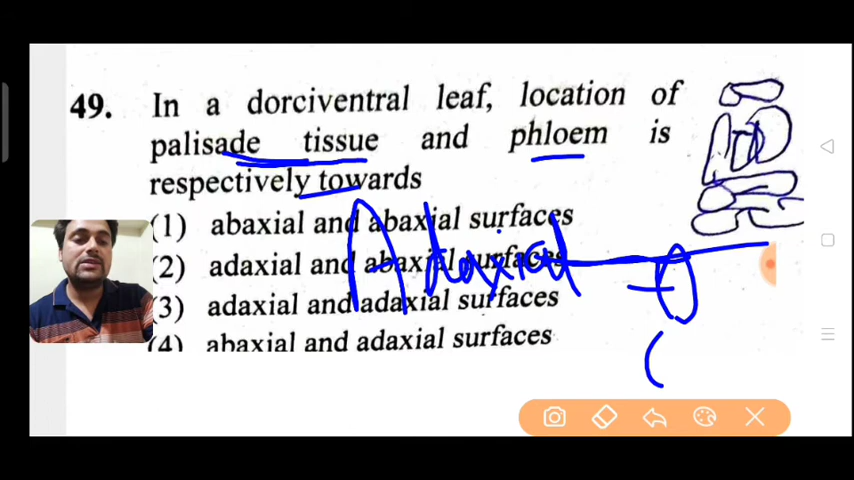 49. In a dorciventral leaf, location of
palisade tissue and phloem is
respectively towards
(1) abaxial and abaxial surfaces
(2) adaxial and abaxial surfaces
(3) adaxial and adaxial surfaces
(4) abaxial and adaxial surfaces
Adaxial